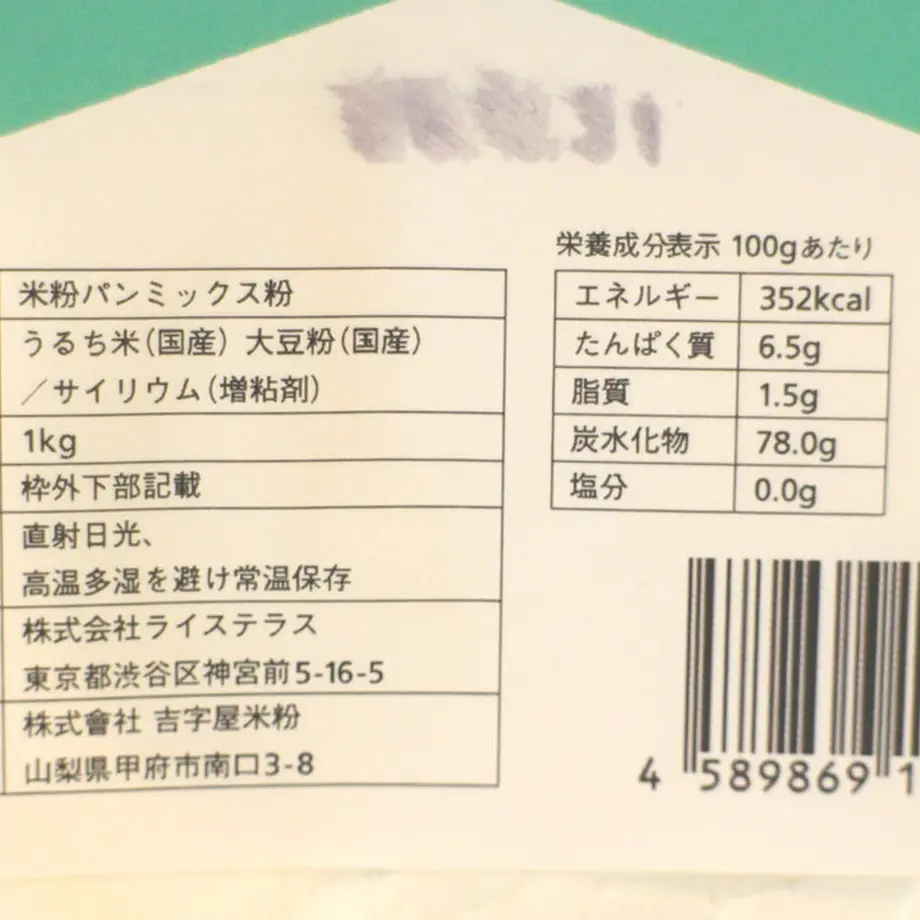 米粉パンミックス粉
うるち米(国産) 大豆粉(国産)
/サイリウム(増粘剤)
1kg
枠外下部記載
直射日光、
高温多湿を避け常温保存
株式会社ライステラス
東京都渋谷区神宮前5-16-5
株式會社 吉字屋米粉
山梨県甲府市南口3-8
栄養成分表示 100gあたり
エネルギー 352kcal
たんぱく質 6.5g
脂質 1.5g
炭水化物 78.0g
塩分 0.0g
4 589869 1